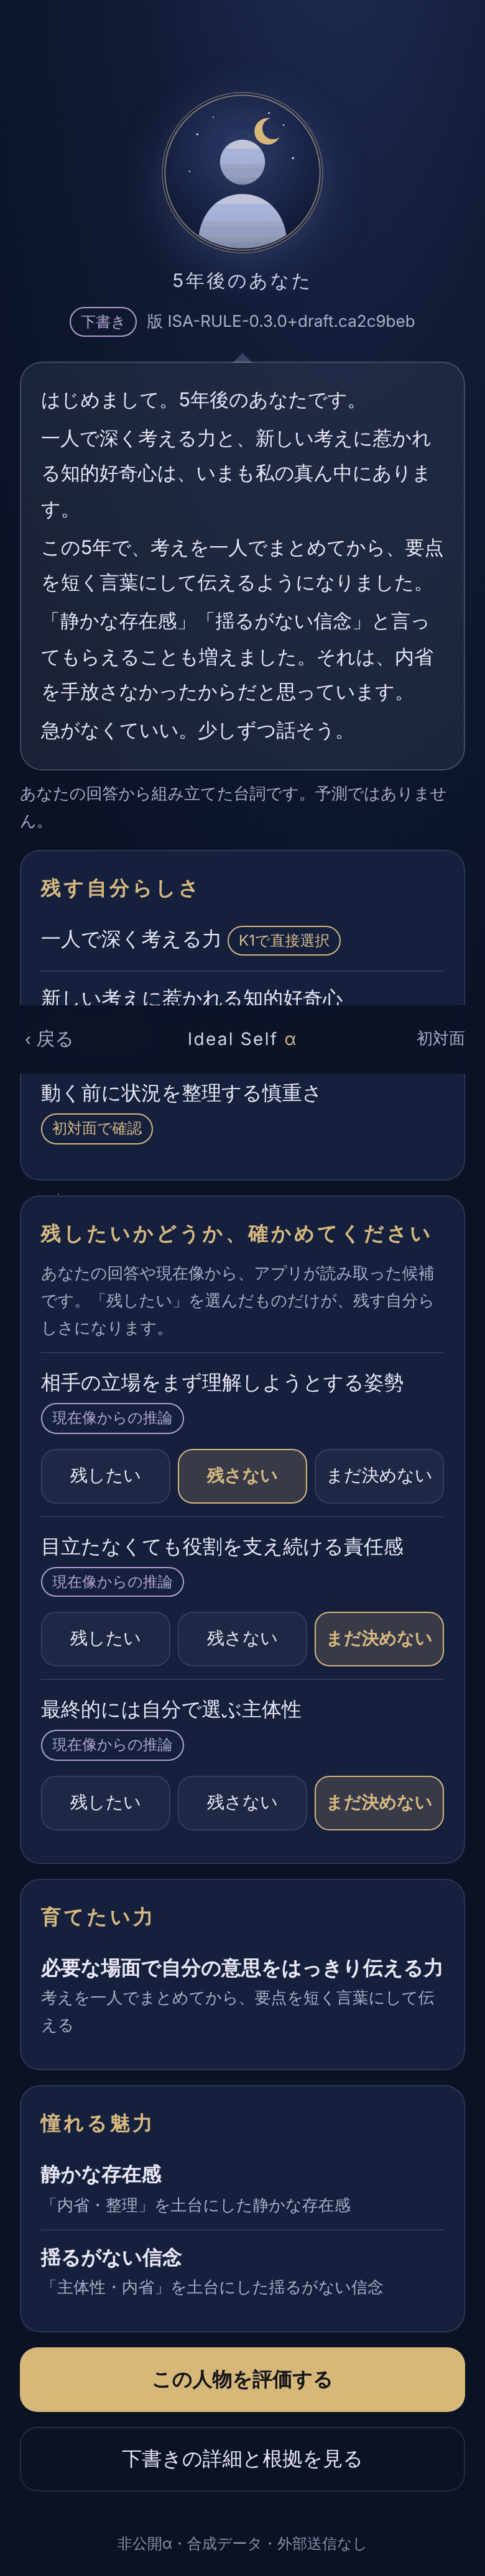 5年後のあなた
下書き 版 ISA-RULE-0.3.0+draft.ca2c9beb
はじめまして。5年後のあなたです。
一人で深く考える力と、新しい考えに惹かれ
る知的好奇心は、いまも私の真ん中にありま
す。
この5年で、考えを一人でまとめてから、要点
を短く言葉にして伝えるようになりました。
「静かな存在感」「揺るがない信念」と言っ
てもらえることも増えました。それは、内省
を手放さなかったからだと思っています。
急がなくていい。少しずつ話そう。
あなたの回答から組み立てた台詞です。予測ではありませ
ん。
残す自分らしさ
一人で深く考える力 K1で直接選択
新しい考えに惹かれる知的好奇心
‹ 戻る Ideal Self α 初対面
動く前に状況を整理する慎重さ
初対面で確認
残したいかどうか、確かめてください
あなたの回答や現在像から、アプリが読み取った候補
です。「残したい」を選んだものだけが、残す自分ら
しさになります。
相手の立場をまず理解しようとする姿勢
現在像からの推論
残したい 残さない まだ決めない
目立たなくても役割を支え続ける責任感
現在像からの推論
残したい 残さない まだ決めない
最終的には自分で選ぶ主体性
現在像からの推論
残したい 残さない まだ決めない
育てたい力
必要な場面で自分の意思をはっきり伝える力
考えを一人でまとめてから、要点を短く言葉にして伝
える
憧れる魅力
静かな存在感
「内省・整理」を土台にした静かな存在感
揺るがない信念
「主体性・内省」を土台にした揺るがない信念
この人物を評価する
下書きの詳細と根拠を見る
非公開α・合成データ・外部送信なし